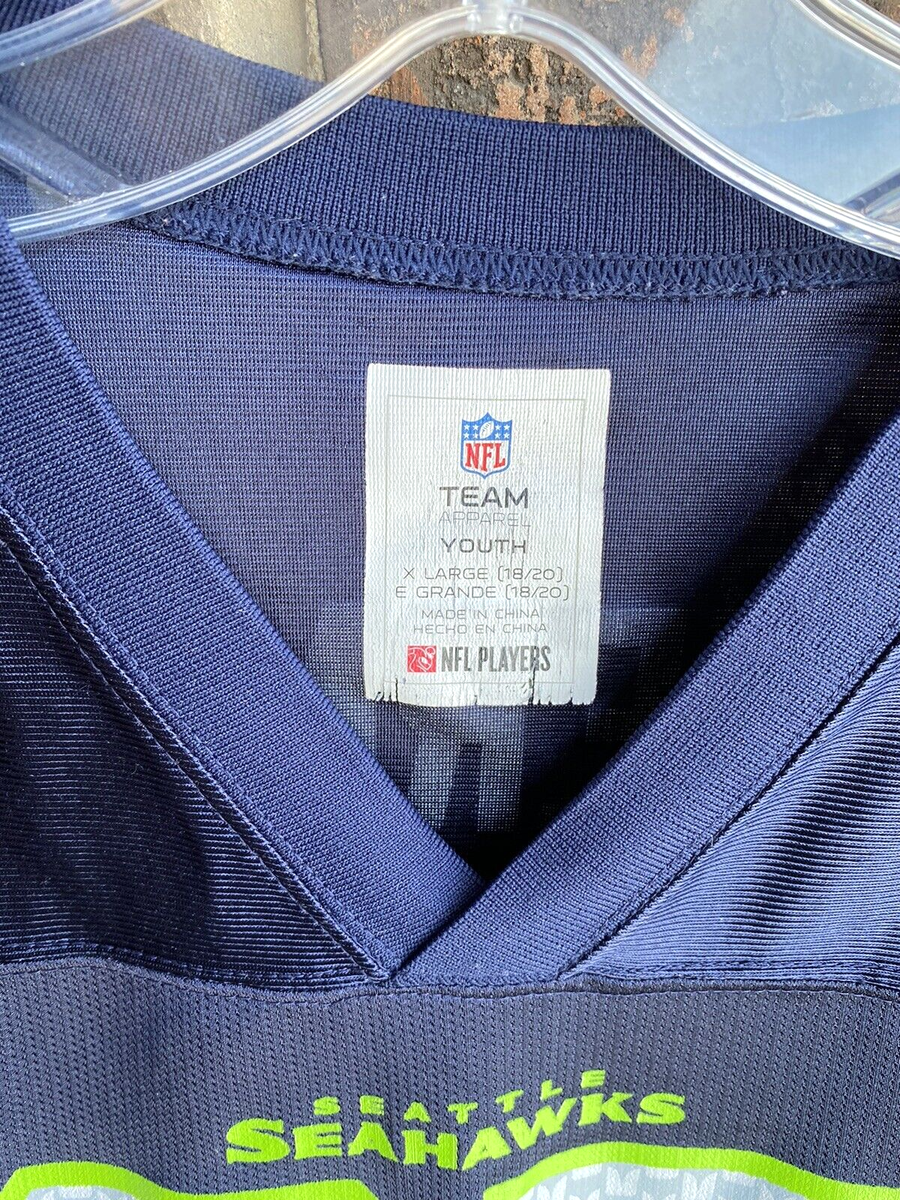 NFL
TEAM
APPAREL
YOUTH
X LARGE (18/20)
E GRANDE (18/20)
MADE IN CHINA
HECHO EN CHINA
NFL PLAYERS
SEATTLE
SEAHAWKS